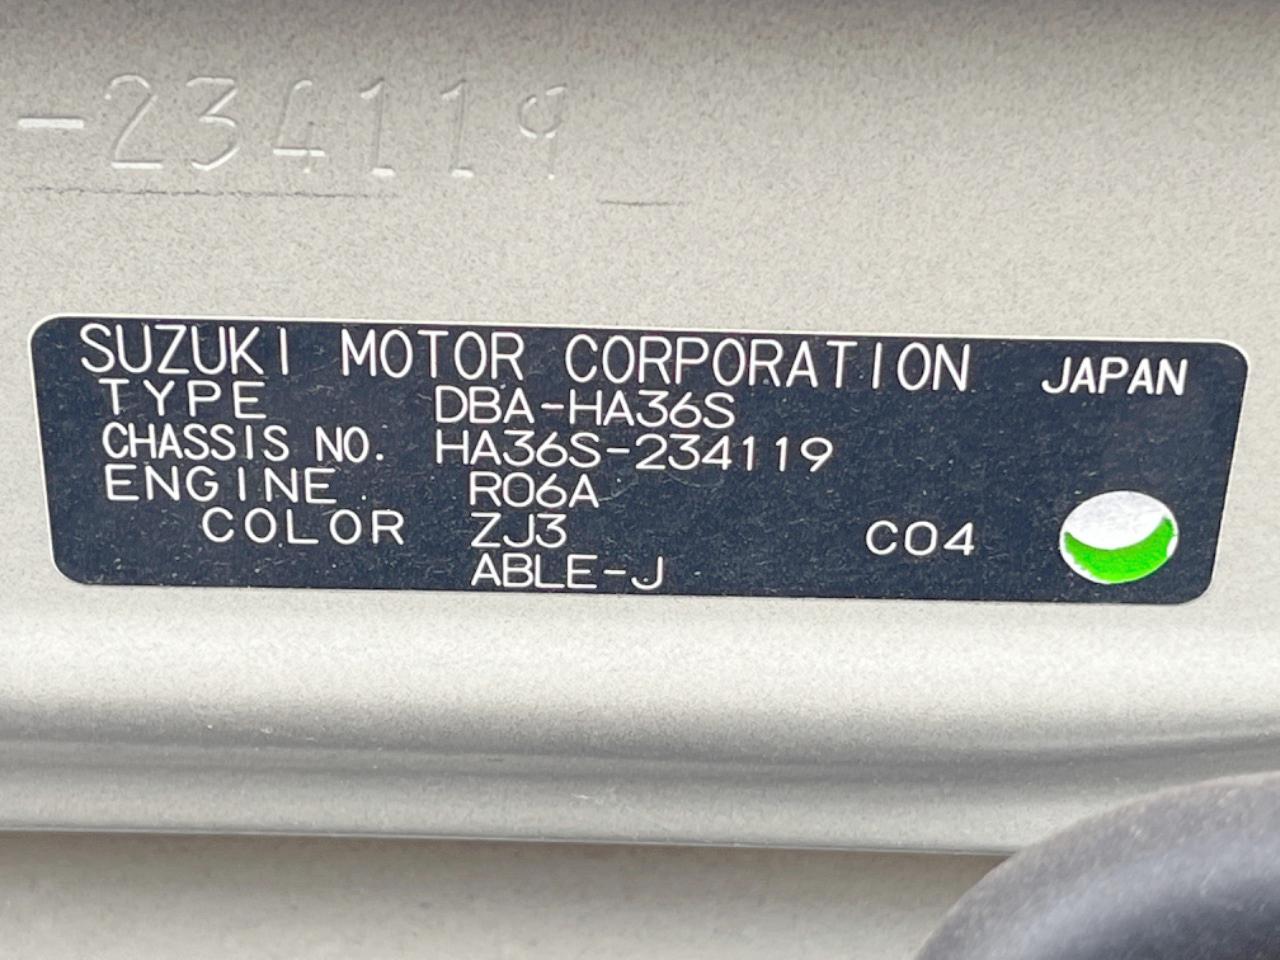 -234119
SUZUKI MOTOR CORPORATION JAPAN
TYPE DBA-HA36S
CHASSIS NO. HA36S-234119
ENGINE R06A
COLOR ZJ3 C04
ABLE-J